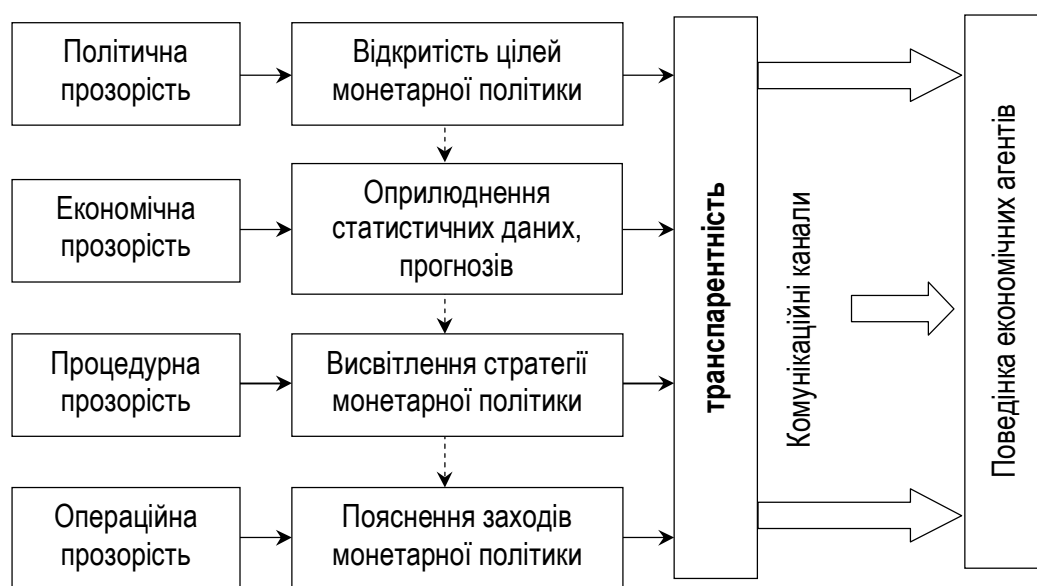 Політична
прозорість
Відкритість цілей
монетарної політики
Економічна
прозорість
Оприлюднення
статистичних даних,
прогнозів
Процедурна
прозорість
Висвітлення стратегії
монетарної політики
Операційна
прозорість
Пояснення заходів
монетарної політики
транспарентність
Комунікаційні канали
Поведінка економічних агентів